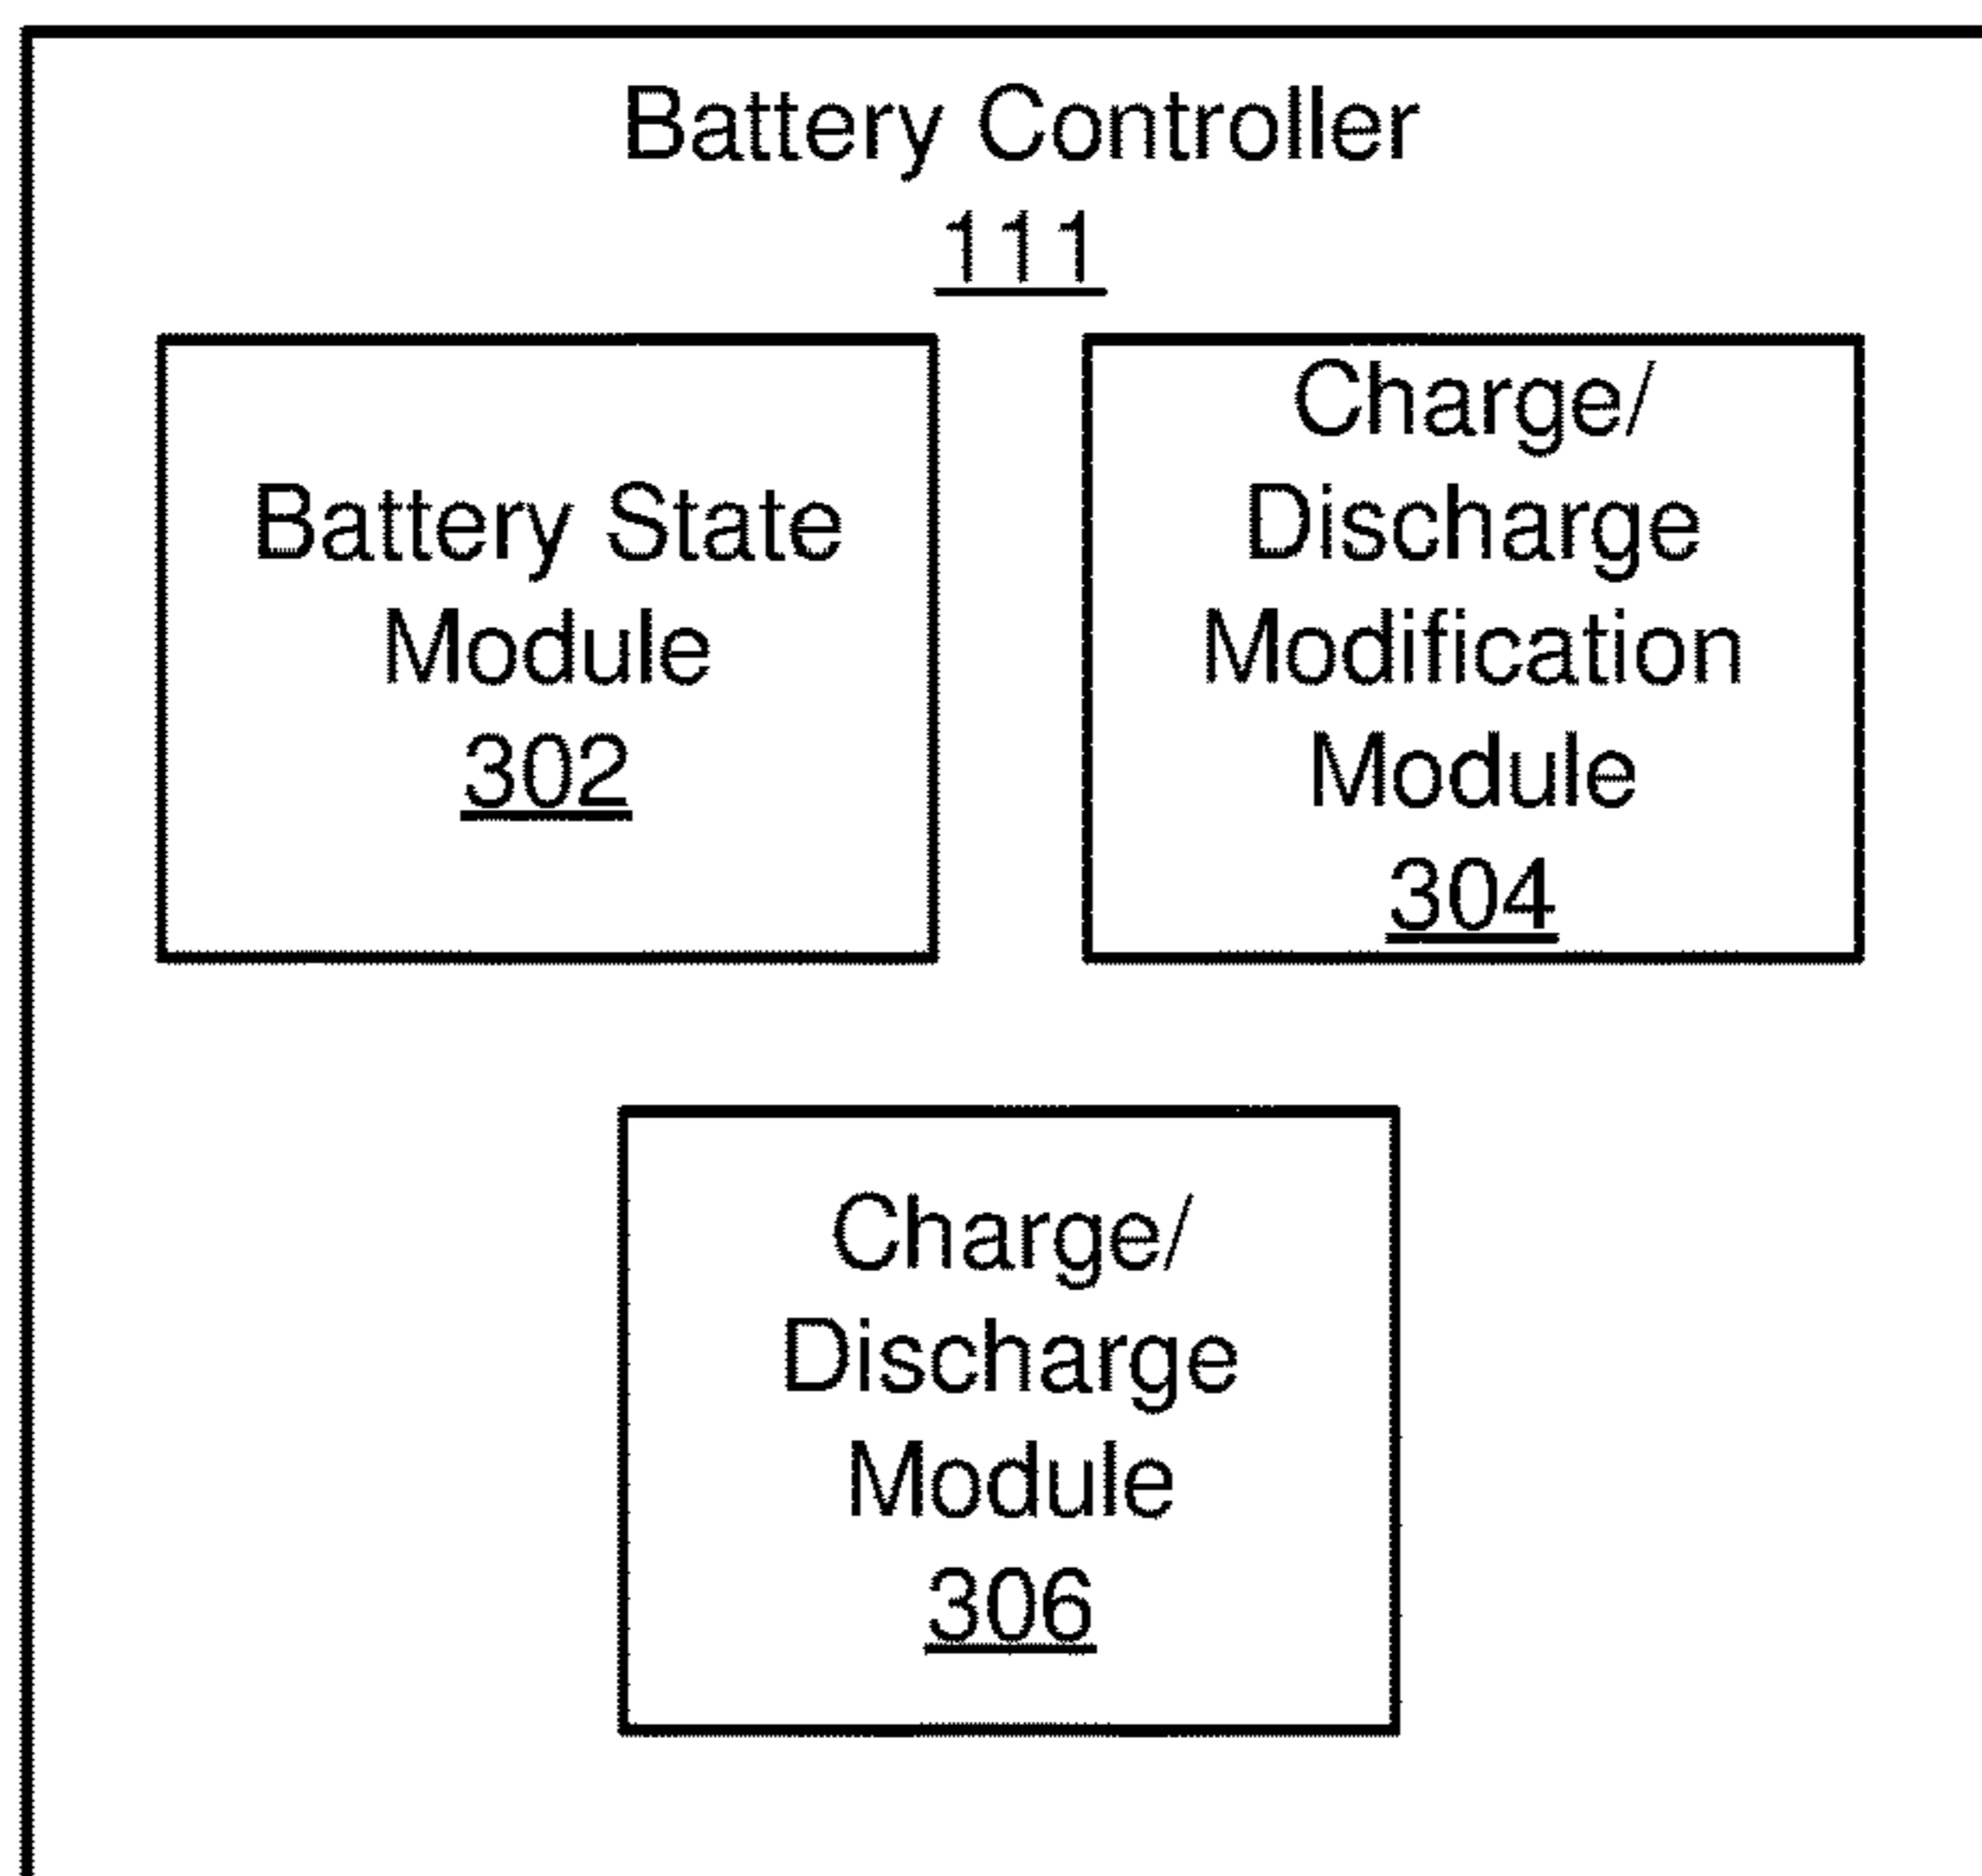 Battery Controller
111
Battery State
Module
302
Charge/
Discharge
Modification
Module
304
Charge/
Discharge
Module
306